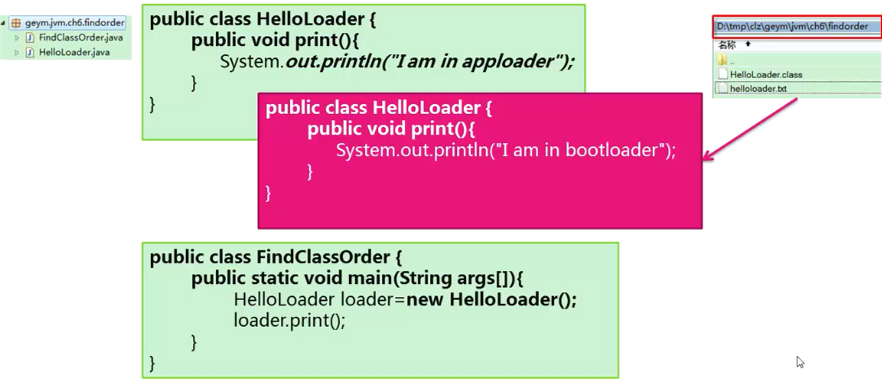 geym.jvm.ch6.findorder
FindClassOrder.java
HelloLoader.java
public class HelloLoader {
public void print(){
System.out.println("I am in apploader");
}
}
public class HelloLoader {
public void print(){
System.out.println("I am in bootloader");
}
}
D:\tmp\clz\geym\jvm\ch6\findorder
名称
..
HelloLoader.class
helloloader.txt
public class FindClassOrder {
public static void main(String args[]){
HelloLoader loader=new HelloLoader();
loader.print();
}
}